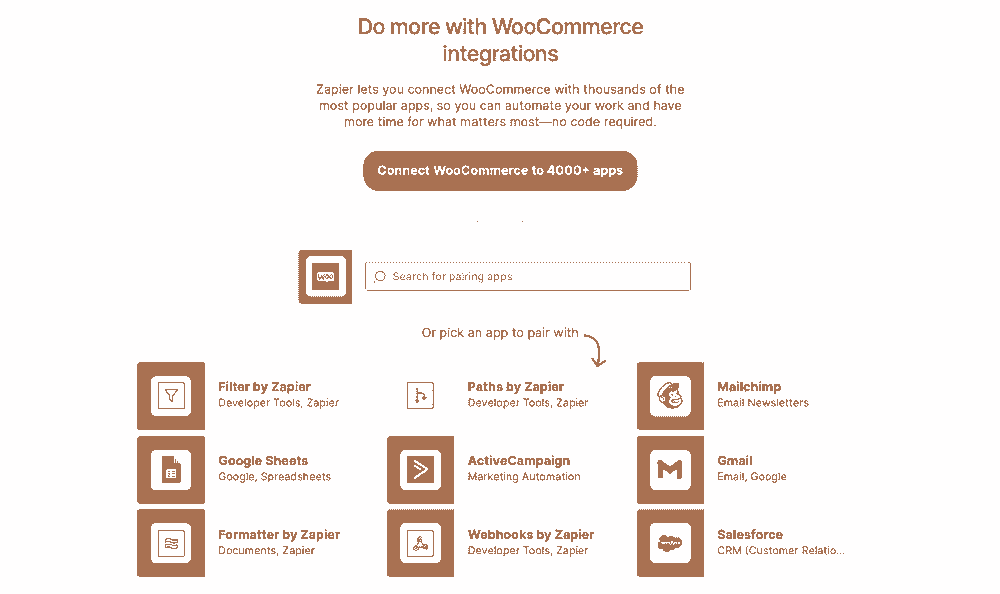 Do more with WooCommerce
integrations
Zapier lets you connect WooCommerce with thousands of the
most popular apps, so you can automate your work and have
more time for what matters most—no code required.
Connect WooCommerce to 4000+ apps
Woo
Search for pairing apps
Or pick an app to pair with
Filter by Zapier
Developer Tools, Zapier
Paths by Zapier
Developer Tools, Zapier
Mailchimp
Email Newsletters
Google Sheets
Google, Spreadsheets
ActiveCampaign
Marketing Automation
Gmail
Email, Google
Formatter by Zapier
Documents, Zapier
Webhooks by Zapier
Developer Tools, Zapier
Salesforce
CRM (Customer Relatio...